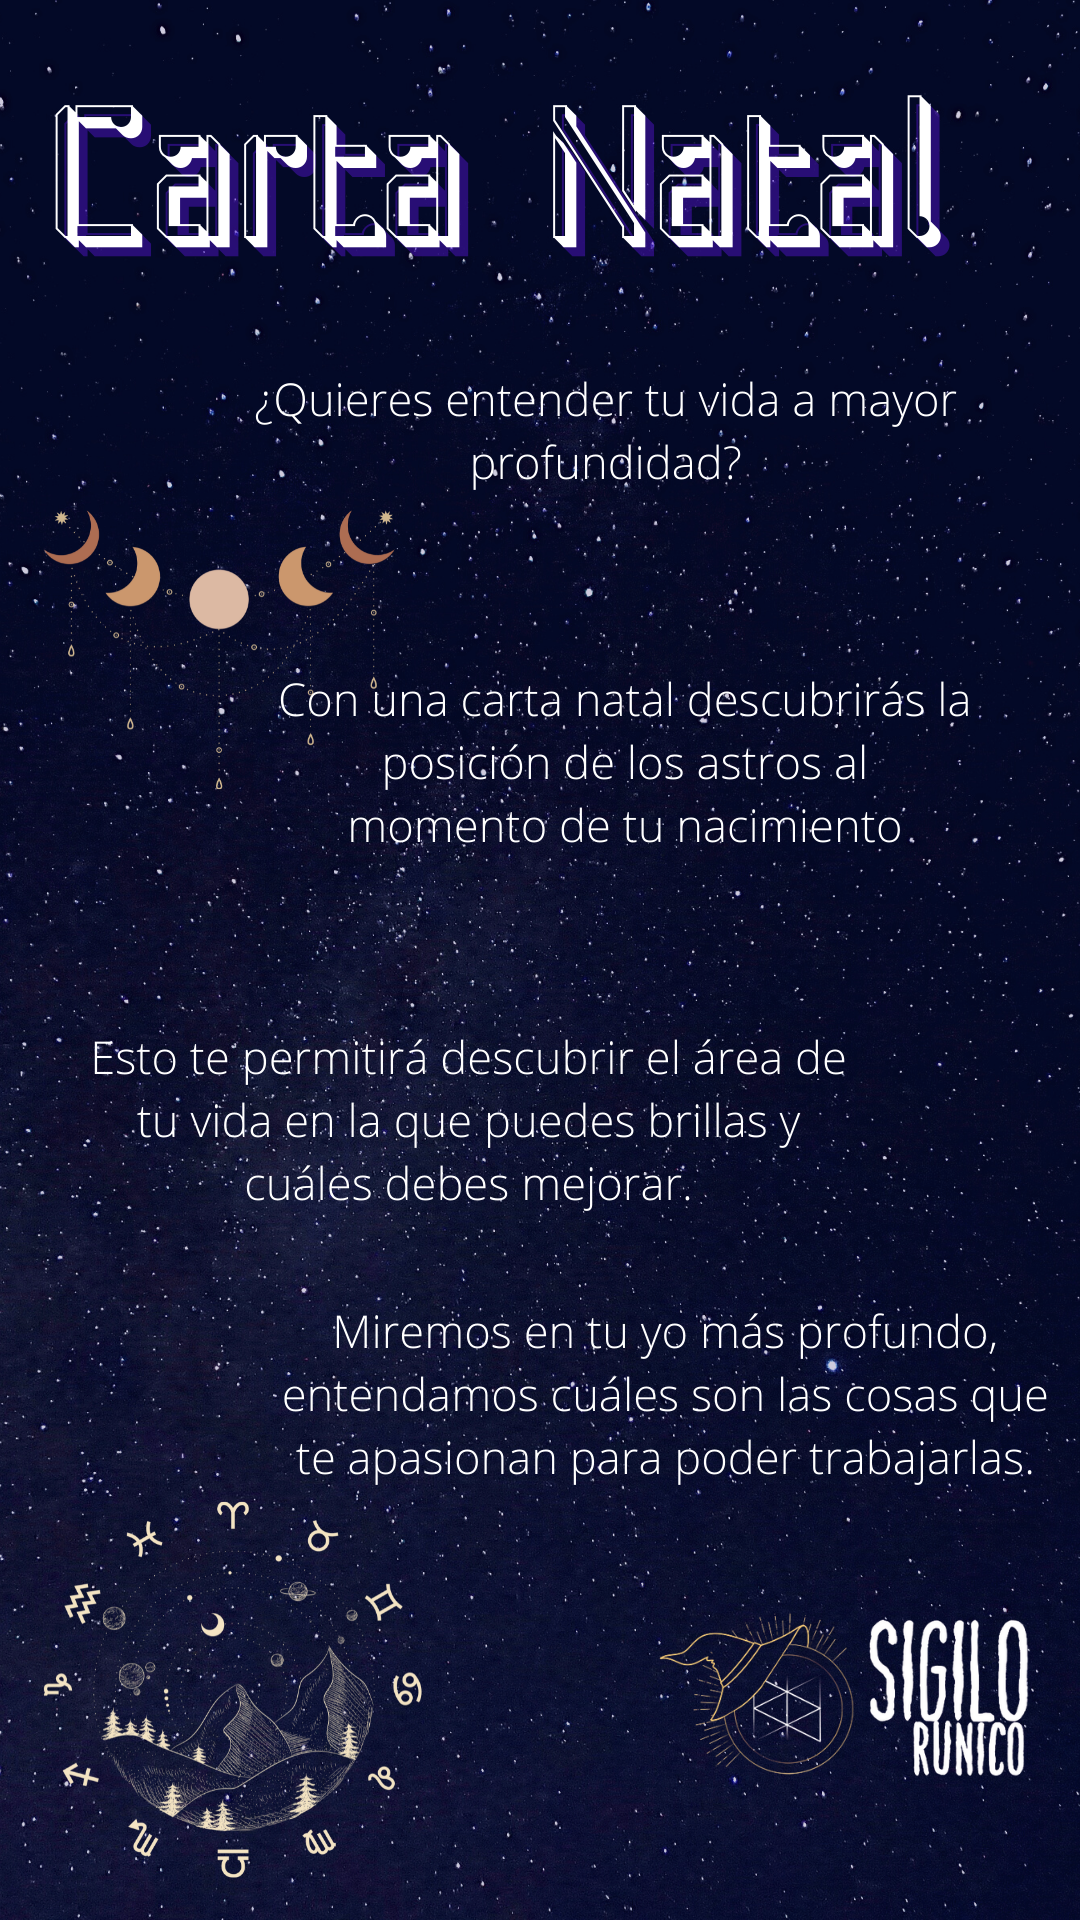 Carta Natal
¿Quieres entender tu vida a mayor
profundidad?
Con una carta natal descubrirás la
posición de los astros al
momento de tu nacimiento
Esto te permitirá descubrir el área de
tu vida en la que puedes brillas y
cuáles debes mejorar.
Miremos en tu yo más profundo,
entendamos cuáles son las cosas que
te apasionan para poder trabajarlas.
SIGILO
RUNICO